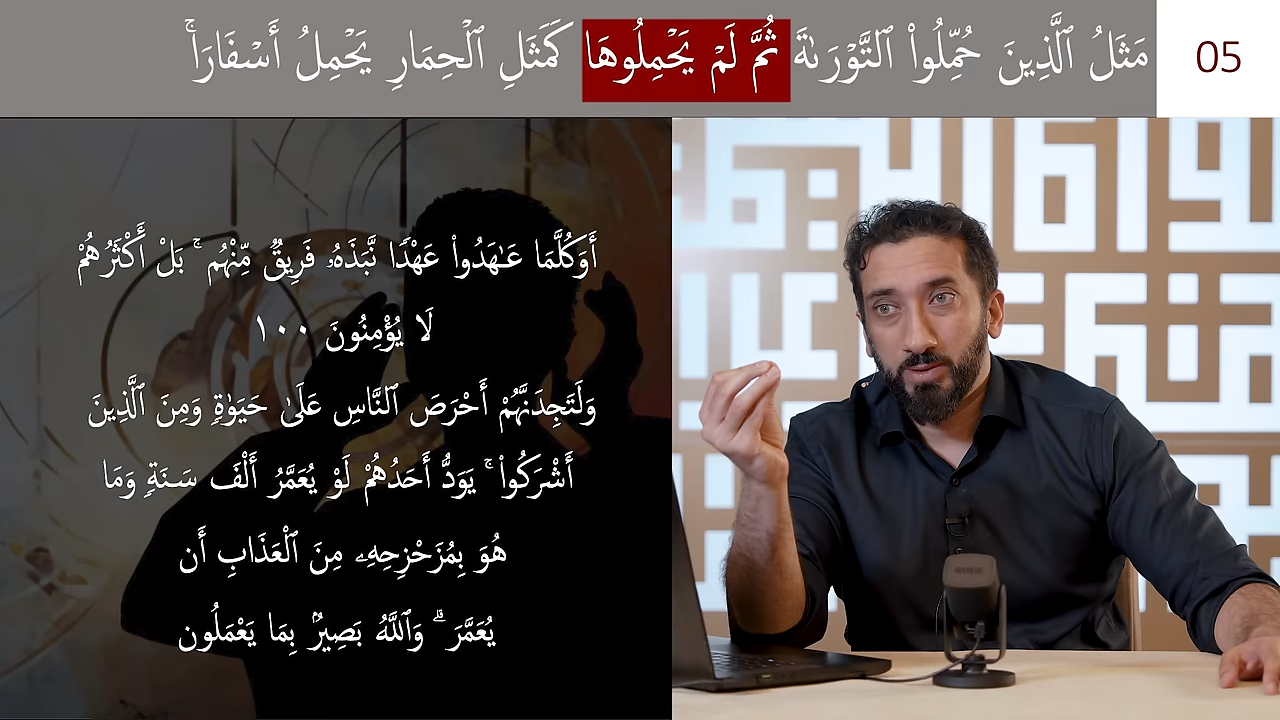 مَثَلُ ٱلَّذِينَ حُمِّلُوا۟ ٱلتَّوْرَىٰةَ ثُمَّ لَمْ يَحْمِلُوهَا كَمَثَلِ ٱلْحِمَارِ يَحْمِلُ أَسْفَارًۢا ۚ
05
أَوَكُلَّمَا عَـٰهَدُوا۟ عَهْدًا نَّبَذَهُۥ فَرِيقٌ مِّنْهُم ۚ بَلْ أَكْثَرُهُمْ
لَا يُؤْمِنُونَ ١٠٠
وَلَتَجِدَنَّهُمْ أَحْرَصَ ٱلنَّاسِ عَلَىٰ حَيَوٰةٍ وَمِنَ ٱلَّذِينَ
أَشْرَكُوا۟ ۚ يَوَدُّ أَحَدُهُمْ لَوْ يُعَمَّرُ أَلْفَ سَنَةٍ وَمَا
هُوَ بِمُزَحْزِحِهِۦ مِنَ ٱلْعَذَابِ أَن
يُعَمَّرَ ۗ وَٱللَّهُ بَصِيرٌۢ بِمَا يَعْمَلُون
RODE